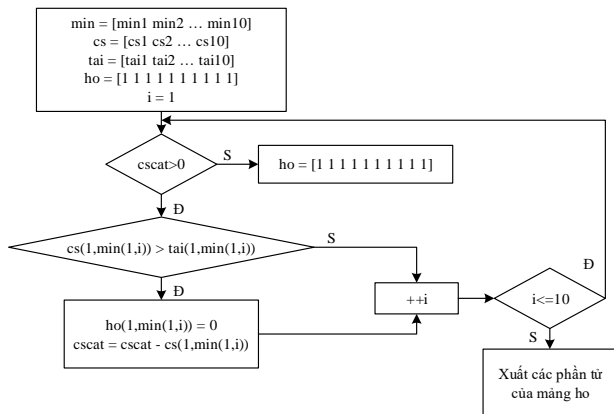 min = [min1 min2 … min10]
cs = [cs1 cs2 … cs10]
tai = [tai1 tai2 … tai10]
ho = [1 1 1 1 1 1 1 1 1 1]
i = 1
cscat>0
S
ho = [1 1 1 1 1 1 1 1 1 1]
Đ
cs(1,min(1,i)) > tai(1,min(1,i))
S
Đ
ho(1,min(1,i)) = 0
cscat = cscat - cs(1,min(1,i))
++i
i<=10
Đ
S
Xuất các phần tử
của mảng ho